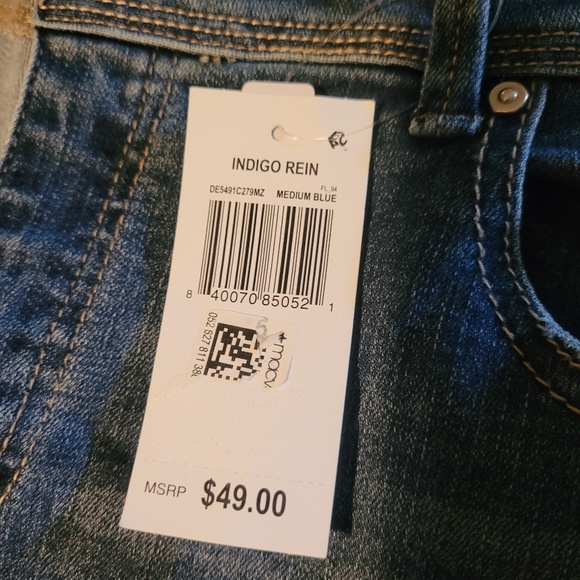 INDIGO REIN
FL_94
DE5491C279MZ MEDIUM BLUE
8 40070 85052 1
052 627 811 38
macy
MSRP $49.00